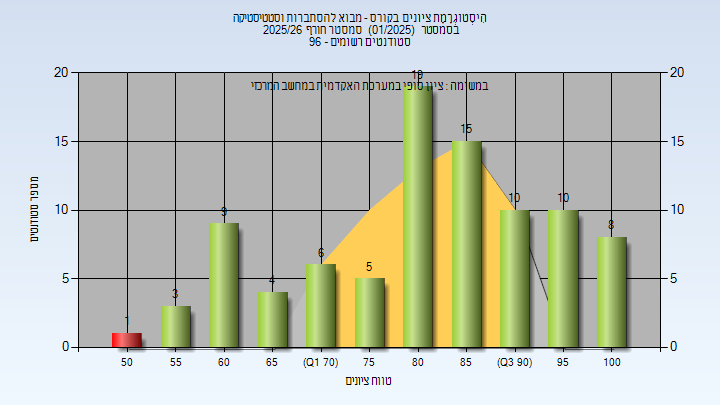 היסטוגרמת ציונים בקורס - מבוא להסתברות וסטטיסטיקה
בסמסטר (01/2025) סמסטר חורף 2025/26
סטודנטים רשומים - 96
במשימה : ציון סופי במערכת האקדמית במחשב המרכזי
20 20
15 15
10 10
5 5
0 0
מספר סטודנטים
1 3 9 4 6 5 19 15 10 10 8
50 55 60 65 (Q1 70) 75 80 85 (Q3 90) 95 100
טווח ציונים